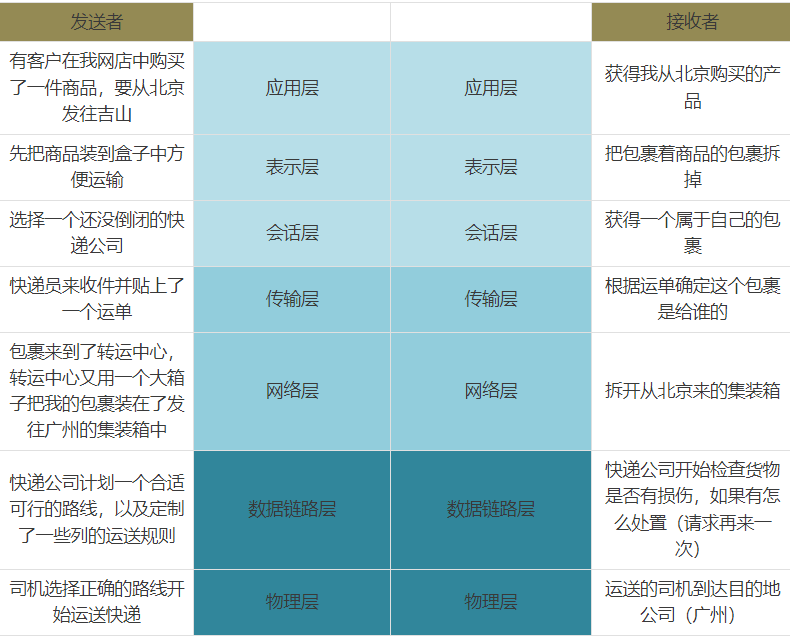 发送者
接收者
有客户在我网店中购买
了一件商品，要从北京
发往吉山
应用层
应用层
获得我从北京购买的产
品
先把商品装到盒子中方
便运输
表示层
表示层
把包裹着商品的包裹拆
掉
选择一个还没倒闭的快
递公司
会话层
会话层
获得一个属于自己的包
裹
快递员来收件并贴上了
一个运单
传输层
传输层
根据运单确定这个包裹
是给谁的
包裹来到了转运中心，
转运中心又用一个大箱
子把我的包裹装在了发
往广州的集装箱中
网络层
网络层
拆开从北京来的集装箱
快递公司计划一个合适
可行的路线，以及定制
了一些列的运送规则
数据链路层
数据链路层
快递公司开始检查货物
是否有损伤，如果有怎
么处置（请求再来一
次）
司机选择正确的路线开
始运送快递
物理层
物理层
运送的司机到达目的地
公司（广州）